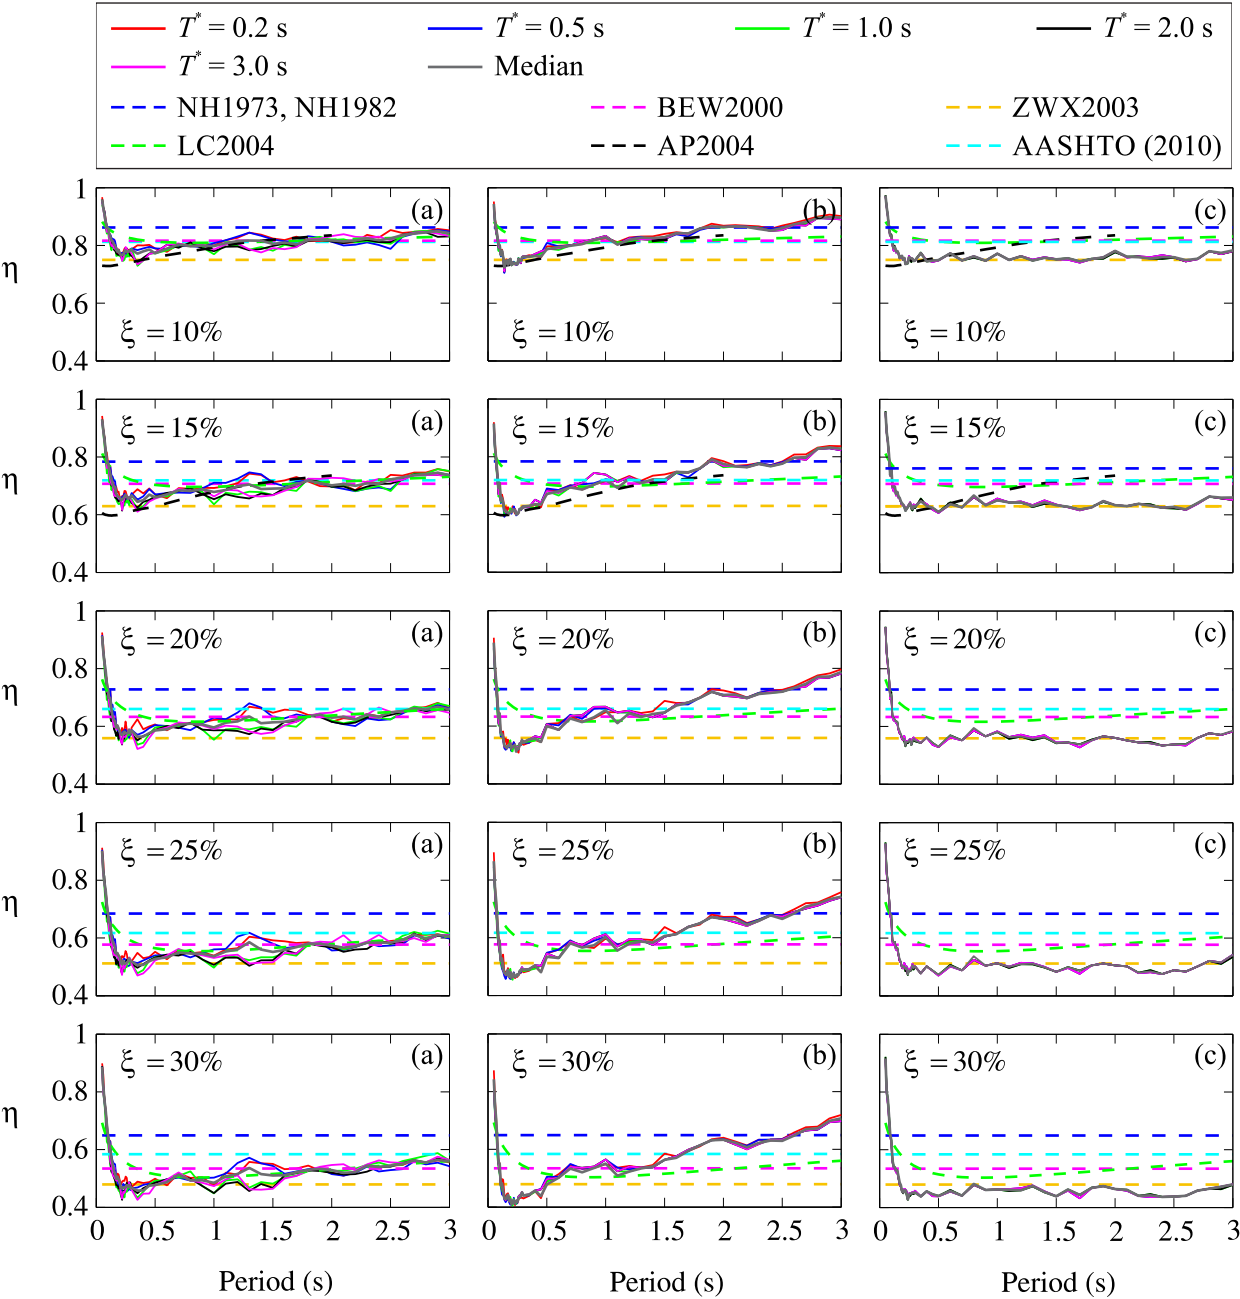 T* = 0.2 s T* = 0.5 s T* = 1.0 s T* = 2.0 s
T* = 3.0 s Median
NH1973, NH1982 BEW2000 ZWX2003
LC2004 AP2004 AASHTO (2010)
1 (a) (b) (c)
0.8
η
0.6
ξ = 10% ξ = 10% ξ = 10%
0.4
1 (a) (b) (c)
ξ = 15% ξ = 15% ξ = 15%
0.8
η
0.6
0.4
1 (a) (b) (c)
ξ = 20% ξ = 20% ξ = 20%
0.8
η
0.6
0.4
1 (a) (b) (c)
ξ = 25% ξ = 25% ξ = 25%
0.8
η
0.6
0.4
1 (a) (b) (c)
ξ = 30% ξ = 30% ξ = 30%
0.8
η
0.6
0.4
0 0.5 1 1.5 2 2.5 3 0 0.5 1 1.5 2 2.5 3 0 0.5 1 1.5 2 2.5 3
Period (s) Period (s) Period (s)